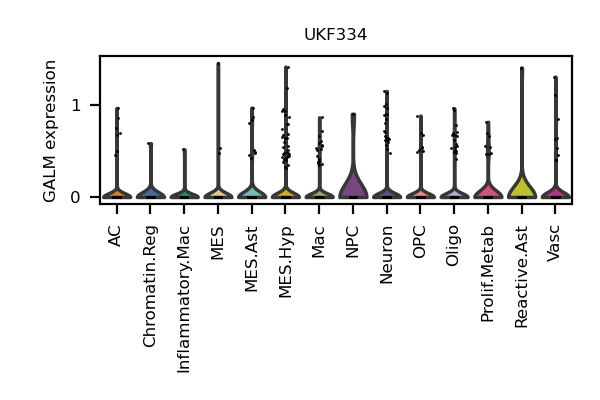 UKF334
GALM expression
1
0
AC
Chromatin.Reg
Inflammatory.Mac
MES
MES.Ast
MES.Hyp
Mac
NPC
Neuron
OPC
Oligo
Prolif.Metab
Reactive.Ast
Vasc